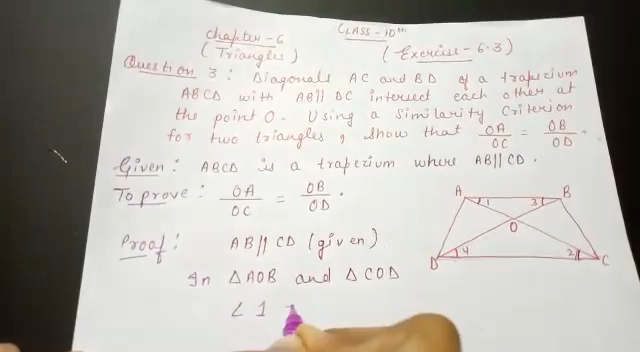 Chapter - 6
CLASS - 10th
(Triangles)
(Exercise - 6.3)
Question 3 : Diagonals AC and BD of a trapezium
ABCD with AB || DC intersect each other at
the point O. Using a Similarity Criterion
for two triangles, show that OA/OC = OB/OD.
Given : ABCD is a trapezium where AB || CD.
To prove : OA/OC = OB/OD.
Proof : AB || CD (given)
In ΔAOB and ΔCOD
∠ 1
A 1 3 B
O
D 4 2 C